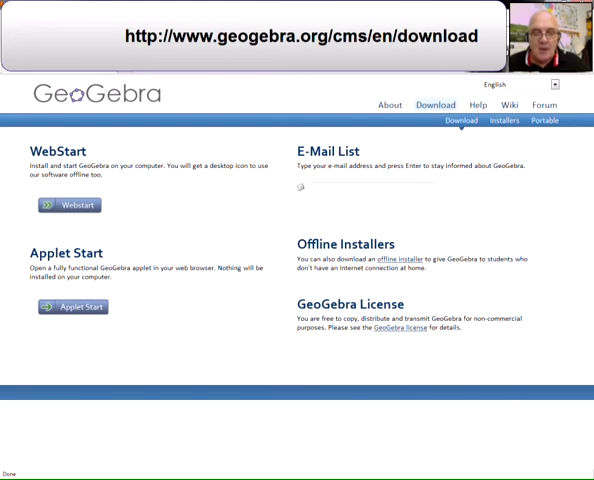 http://www.geogebra.org/cms/en/download
GeoGebra
English
About Download Help Wiki Forum
Download Installers Portable
WebStart
Install and start GeoGebra on your computer. You will get a desktop icon to use
our software offline too.
Webstart
Applet Start
Open a fully functional GeoGebra applet in your web browser. Nothing will be
installed on your computer.
Applet Start
E-Mail List
Type your e-mail address and press Enter to stay informed about GeoGebra.
Offline Installers
You can also download an offline installer to give GeoGebra to students who
don't have an Internet connection at home.
GeoGebra License
You are free to copy, distribute and transmit GeoGebra for non-commercial
purposes. Please see the GeoGebra license for details.
Done